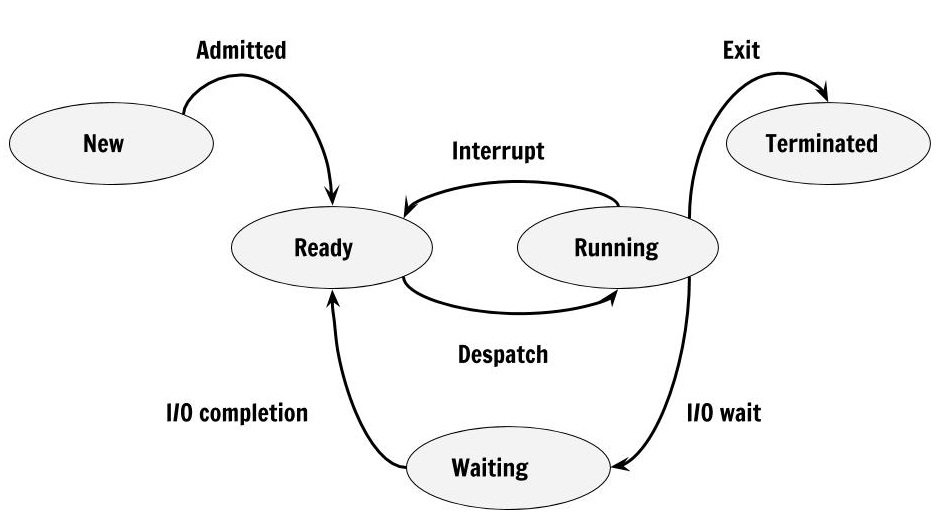 Admitted
Exit
New
Terminated
Interrupt
Ready
Running
Despatch
I/O completion
I/O wait
Waiting